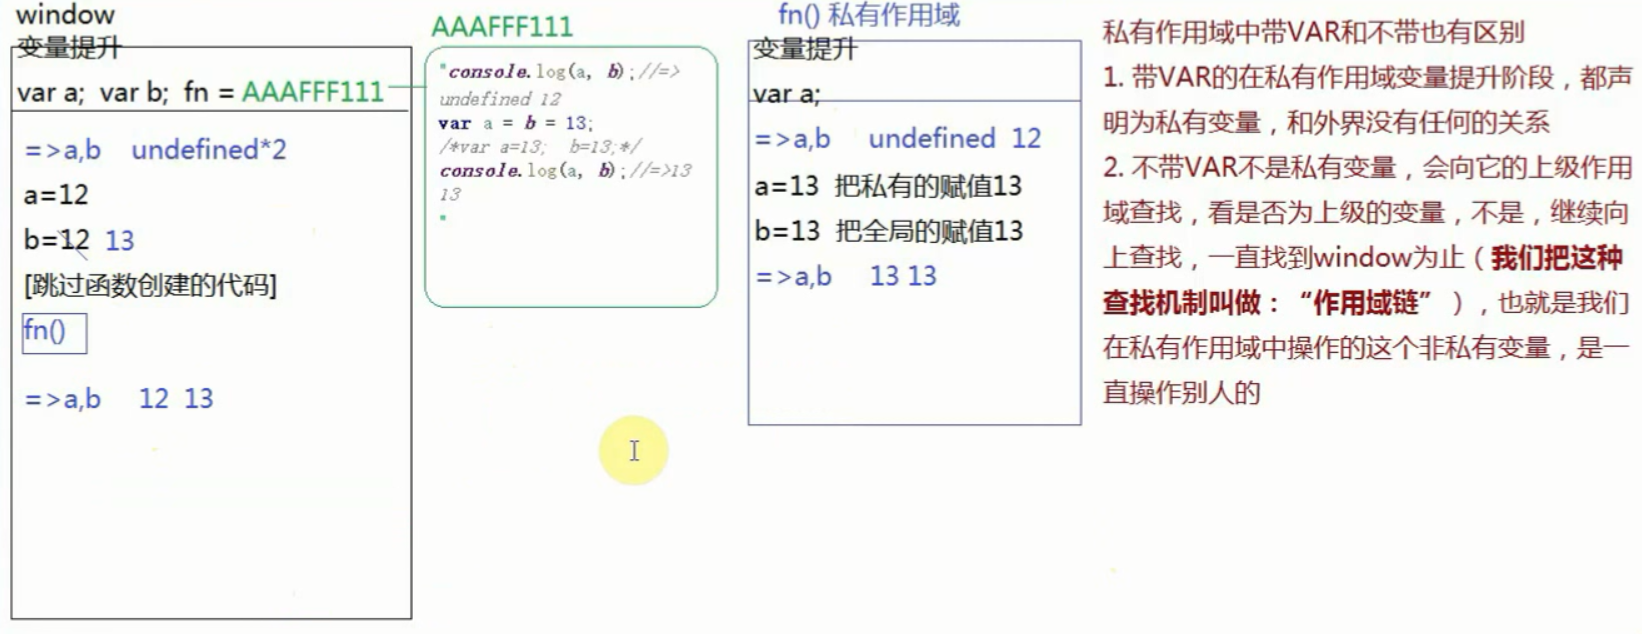 window
变量提升
var a;  var b;  fn = AAAFFF111
=>a,b    undefined*2
a=12
b=12  13
[跳过函数创建的代码]
fn()
=>a,b    12  13
AAAFFF111
"console.log(a, b);//=>
undefined 12
var a = b = 13;
/*var a=13;  b=13;*/
console.log(a, b);//=>13
13
"
fn() 私有作用域
变量提升
var a;
=>a,b    undefined  12
a=13  把私有的赋值13
b=13  把全局的赋值13
=>a,b    13 13
私有作用域中带VAR和不带也有区别
1. 带VAR的在私有作用域变量提升阶段，都声
明为私有变量，和外界没有任何的关系
2. 不带VAR不是私有变量，会向它的上级作用
域查找，看是否为上级的变量，不是，继续向
上查找，一直找到window为止（我们把这种
查找机制叫做：“作用域链”），也就是我们
在私有作用域中操作的这个非私有变量，是一
直操作别人的